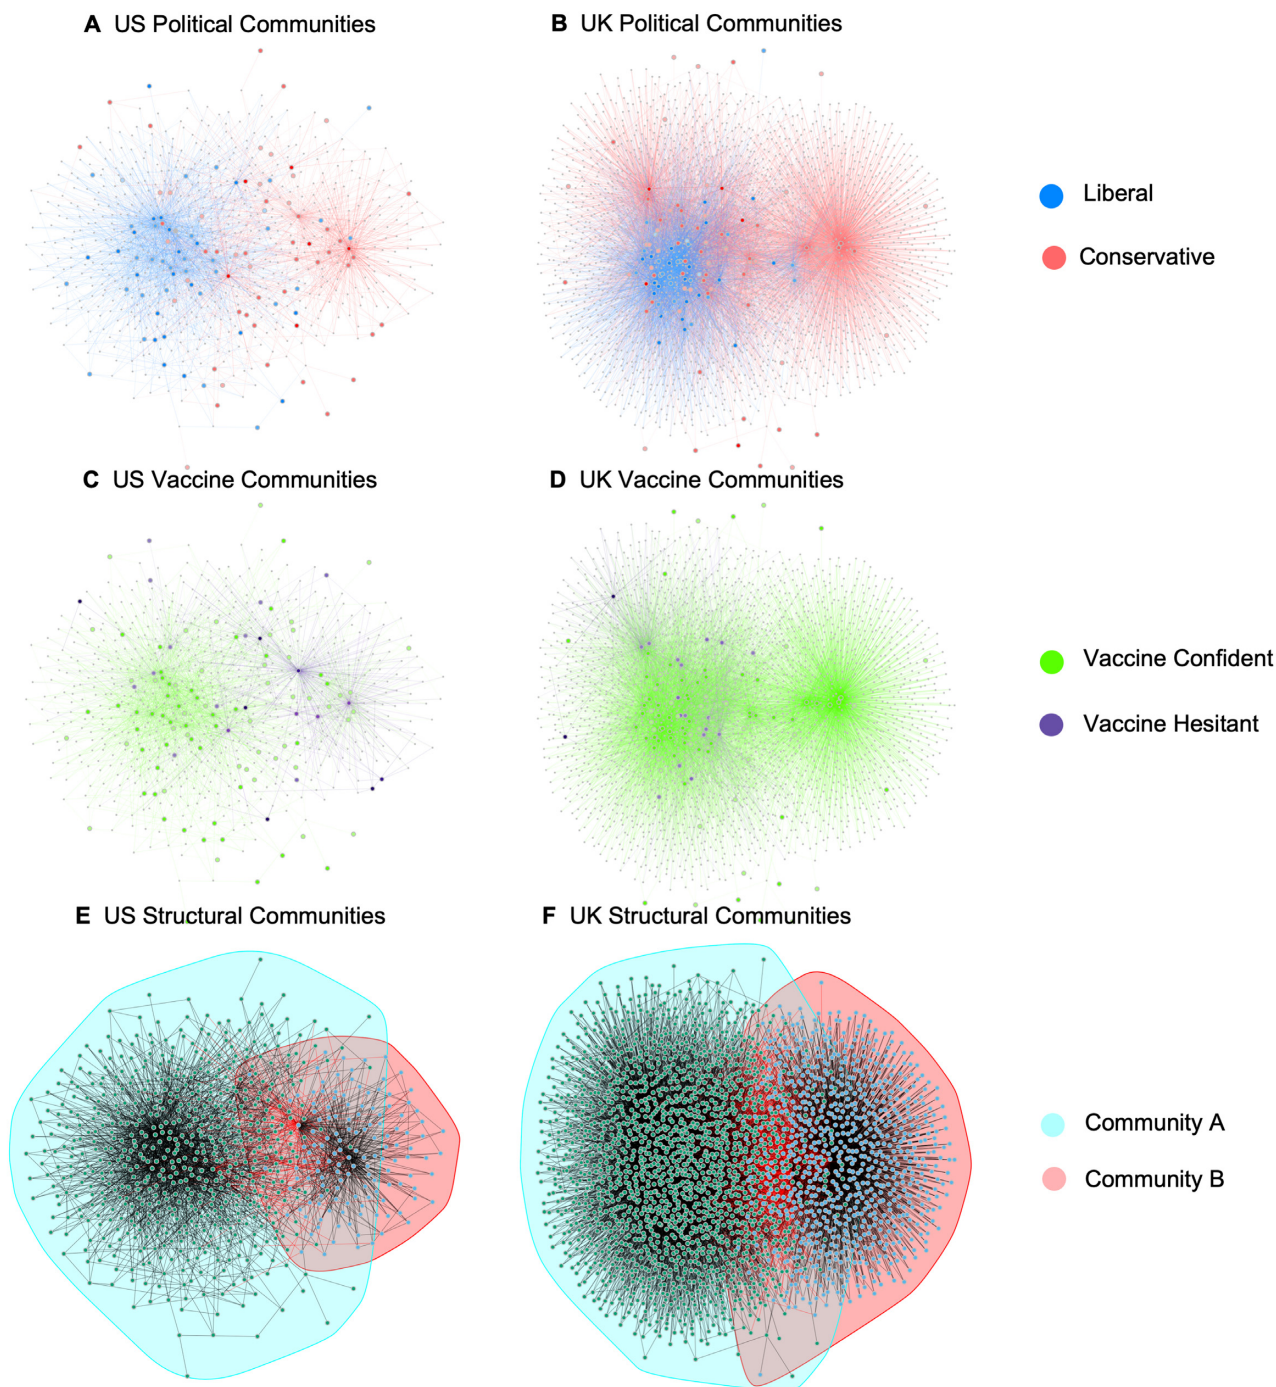 A US Political Communities
B UK Political Communities
Liberal
Conservative
C US Vaccine Communities
D UK Vaccine Communities
Vaccine Confident
Vaccine Hesitant
E US Structural Communities
F UK Structural Communities
Community A
Community B